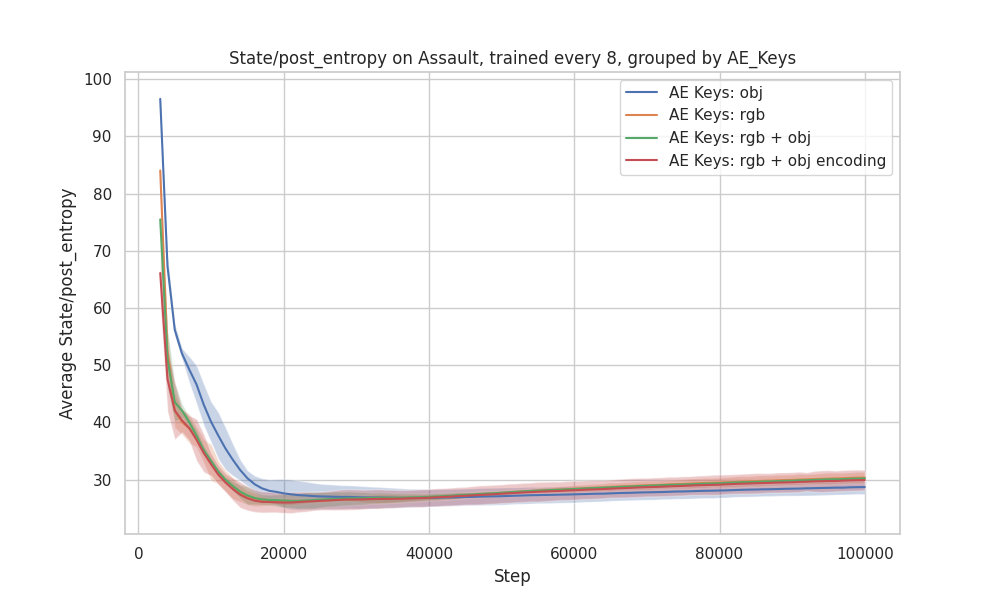 State/post_entropy on Assault, trained every 8, grouped by AE_Keys
AE Keys: obj
AE Keys: rgb
AE Keys: rgb + obj
AE Keys: rgb + obj encoding
Average State/post_entropy
100
90
80
70
60
50
40
30
0 20000 40000 60000 80000 100000
Step